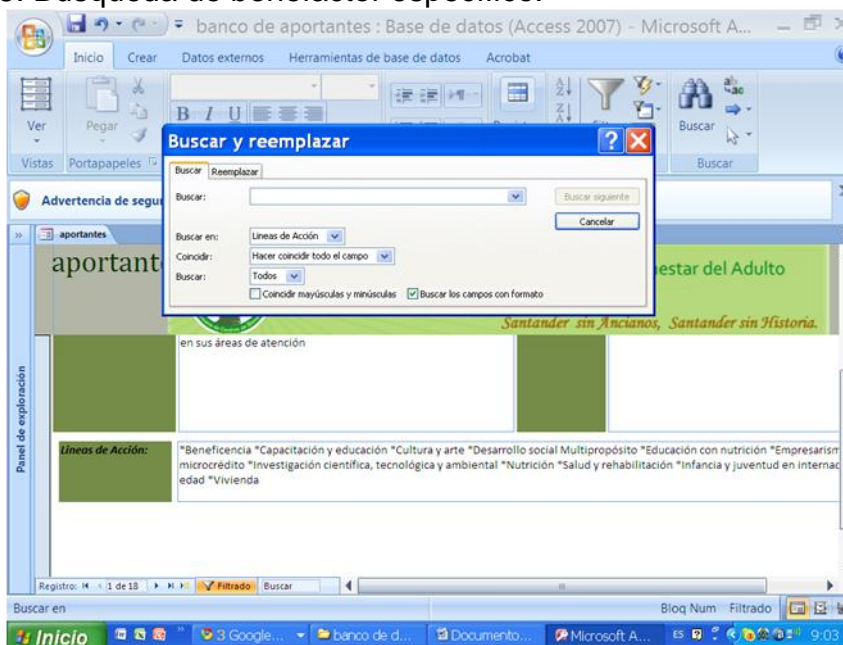 Búsqueda de benefactor específico.
banco de aportantes : Base de datos (Access 2007) - Microsoft A...
Inicio Crear Datos externos Herramientas de base de datos Acrobat
Ver
Pegar
N K S
Buscar
Vistas
Portapapeles
Buscar
Buscar y reemplazar
Buscar Reemplazar
Buscar:
Buscar siguiente
Cancelar
Buscar en: Lineas de Acción
Coincidir: Hacer coincidir todo el campo
Buscar: Todos
Coincidir mayúsculas y minúsculas Buscar los campos con formato
Advertencia de segu
aportantes
aportant
estar del Adulto
Santander sin Ancianos, Santander sin Historia.
en sus áreas de atención
Panel de exploración
Lineas de Acción:
*Beneficencia *Capacitación y educación *Cultura y arte *Desarrollo social Multipropósito *Educación con nutrición *Empresarism
microcrédito *Investigación científica, tecnológica y ambiental *Nutrición *Salud y rehabilitación *Infancia y juventud en internac
edad *Vivienda
Registro: 1 de 18 Filtrado Buscar
Buscar en
Bloq Num Filtrado
Inicio 3 Google... banco de d... Documento... Microsoft A... ES 9:03